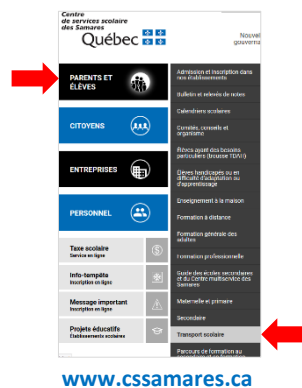 Centre
de services scolaire
des Samares
Québec
Nouvel
gouverna
PARENTS ET
ÉLÈVES
CITOYENS
ENTREPRISES
PERSONNEL
Taxe scolaire
Service en ligne
Info-tempête
Inscription en ligne
Message important
Inscription en ligne
Projets éducatifs
Établissements scolaires
Admission et inscription dans
nos établissements
Bulletin et relevés de notes
Calendriers scolaires
Comités, conseils et
organisme
Élèves ayant des besoins
particuliers (bourse TDAH)
Élèves handicapés ou en
difficulté d'adaptation ou
d'apprentissage
Enseignement à la maison
Formation à distance
Formation générale des
adultes
Formation professionnelle
Guide des écoles secondaires
et du Centre multiservice des
Samares
Maternelle et primaire
Secondaire
Transport scolaire
Parcours de formation au
www.cssamares.ca